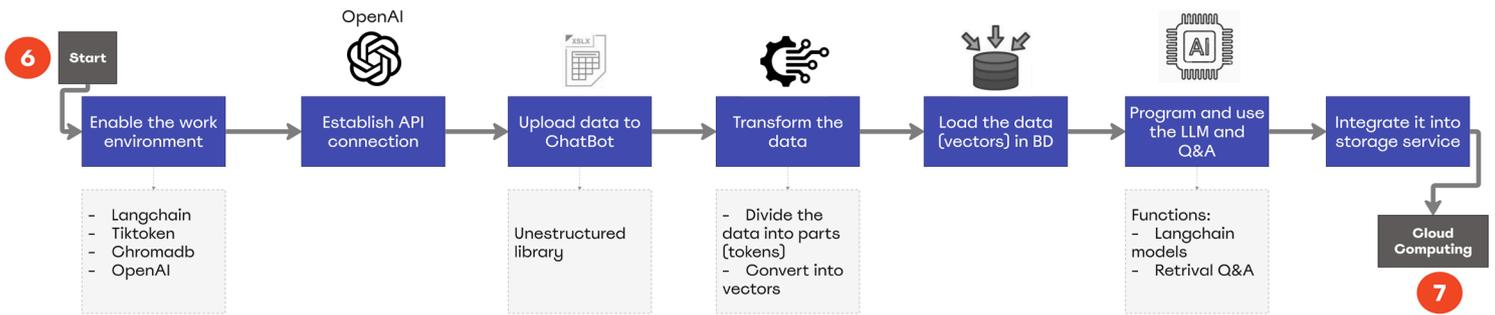 OpenAI
6
Start
XSLX
AI
Enable the work
environment
Establish API
connection
Upload data to
ChatBot
Transform the
data
Load the data
(vectors) in BD
Program and use
the LLM and
Q&A
Integrate it into
storage service
- Langchain
- Tiktoken
- Chromadb
- OpenAI
Unestructured
library
- Divide the
data into parts
(tokens)
- Convert into
vectors
Functions:
- Langchain
models
- Retrival Q&A
Cloud
Computing
7